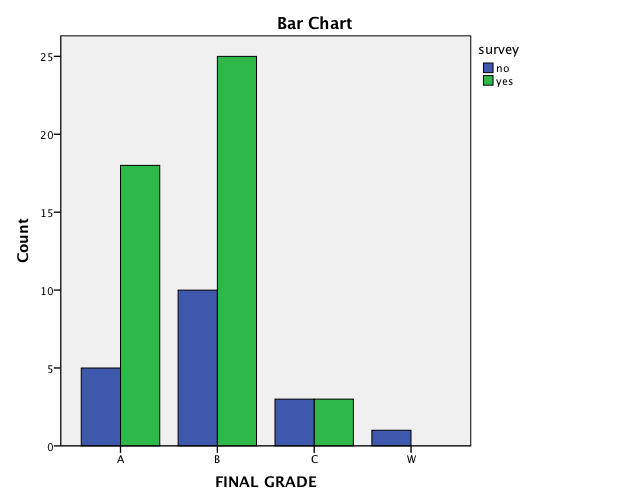 Bar Chart
survey
no
yes
Count
25
20
15
10
5
0
A B C W
FINAL GRADE